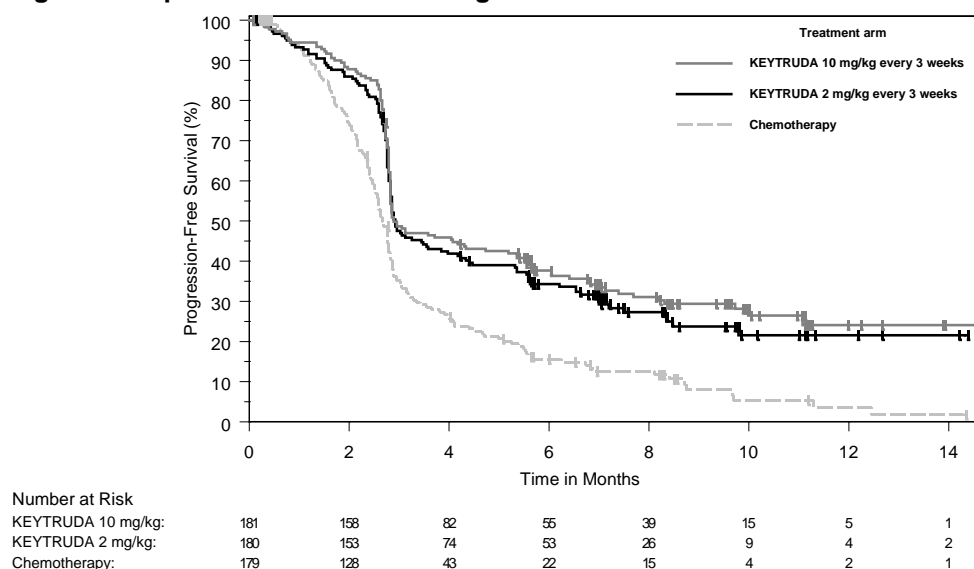 100
90
80
70
60
50
40
30
20
10
0
Progression-Free Survival (%)
Treatment arm
KEYTRUDA 10 mg/kg every 3 weeks
KEYTRUDA 2 mg/kg every 3 weeks
Chemotherapy
0 2 4 6 8 10 12 14
Time in Months
Number at Risk
KEYTRUDA 10 mg/kg: 181 158 82 55 39 15 5 1
KEYTRUDA 2 mg/kg: 180 153 74 53 26 9 4 2
Chemotherapy: 179 128 43 22 15 4 2 1